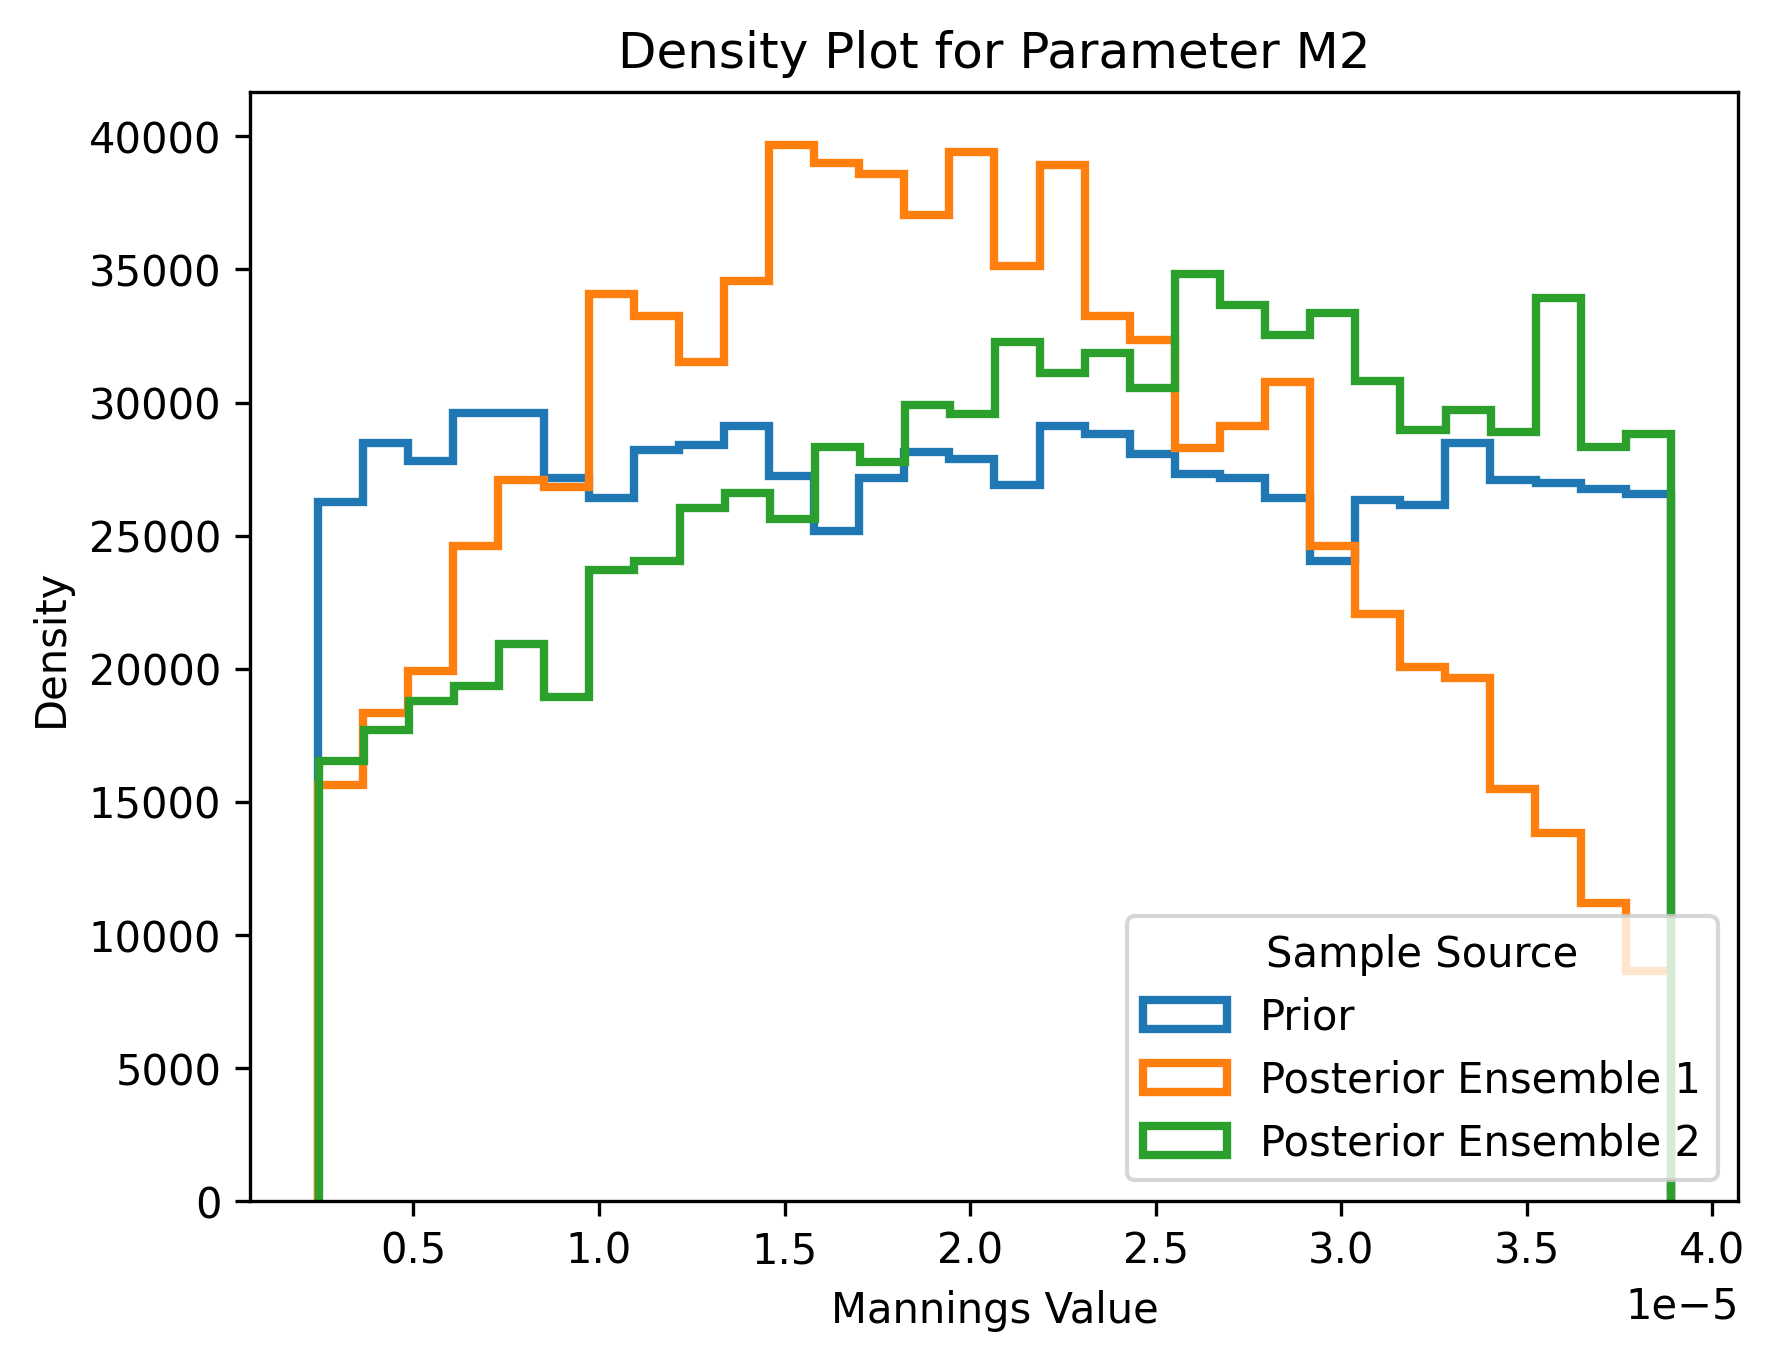 Density Plot for Parameter M2
Density
40000
35000
30000
25000
20000
15000
10000
5000
0
Sample Source
Prior
Posterior Ensemble 1
Posterior Ensemble 2
0.5 1.0 1.5 2.0 2.5 3.0 3.5 4.0
1e−5
Mannings Value